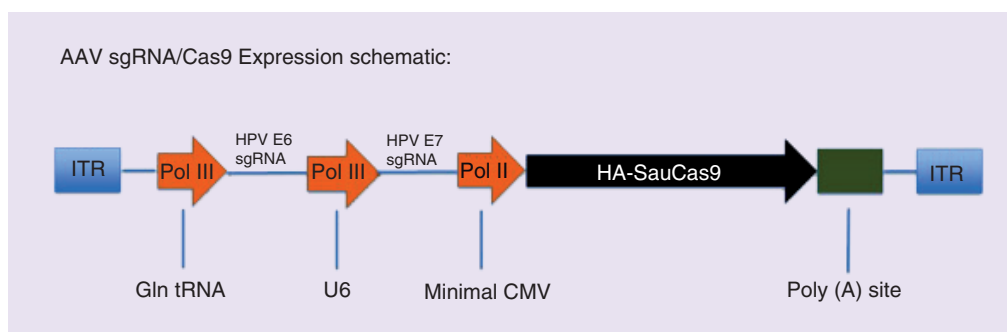 AAV sgRNA/Cas9 Expression schematic:
HPV E6
sgRNA
HPV E7
sgRNA
ITR
Pol III
Pol III
Pol II
HA-SauCas9
ITR
Gln tRNA
U6
Minimal CMV
Poly (A) site